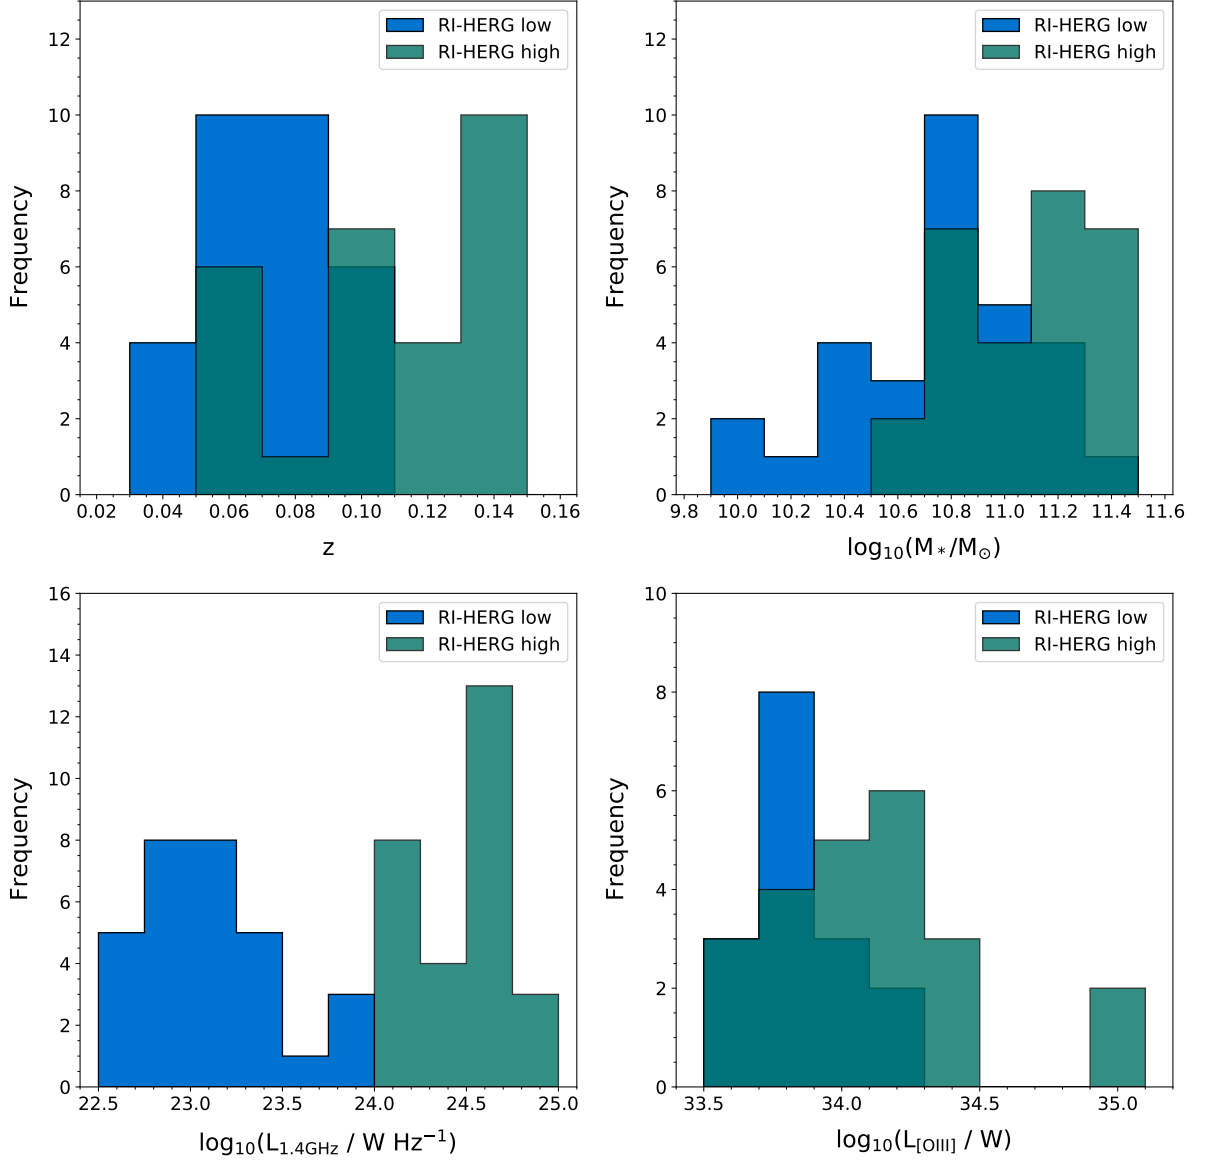 RI-HERG low
RI-HERG high
12
10
8
6
4
2
0
Frequency
0.02 0.04 0.06 0.08 0.10 0.12 0.14 0.16
z
RI-HERG low
RI-HERG high
12
10
8
6
4
2
0
Frequency
9.8 10.0 10.2 10.4 10.6 10.8 11.0 11.2 11.4 11.6
log₁₀(M∗/M⊙)
RI-HERG low
RI-HERG high
16
14
12
10
8
6
4
2
0
Frequency
22.5 23.0 23.5 24.0 24.5 25.0
log₁₀(L₁.₄GHz / W Hz⁻¹)
RI-HERG low
RI-HERG high
10
8
6
4
2
0
Frequency
33.5 34.0 34.5 35.0
log₁₀(L[OIII] / W)